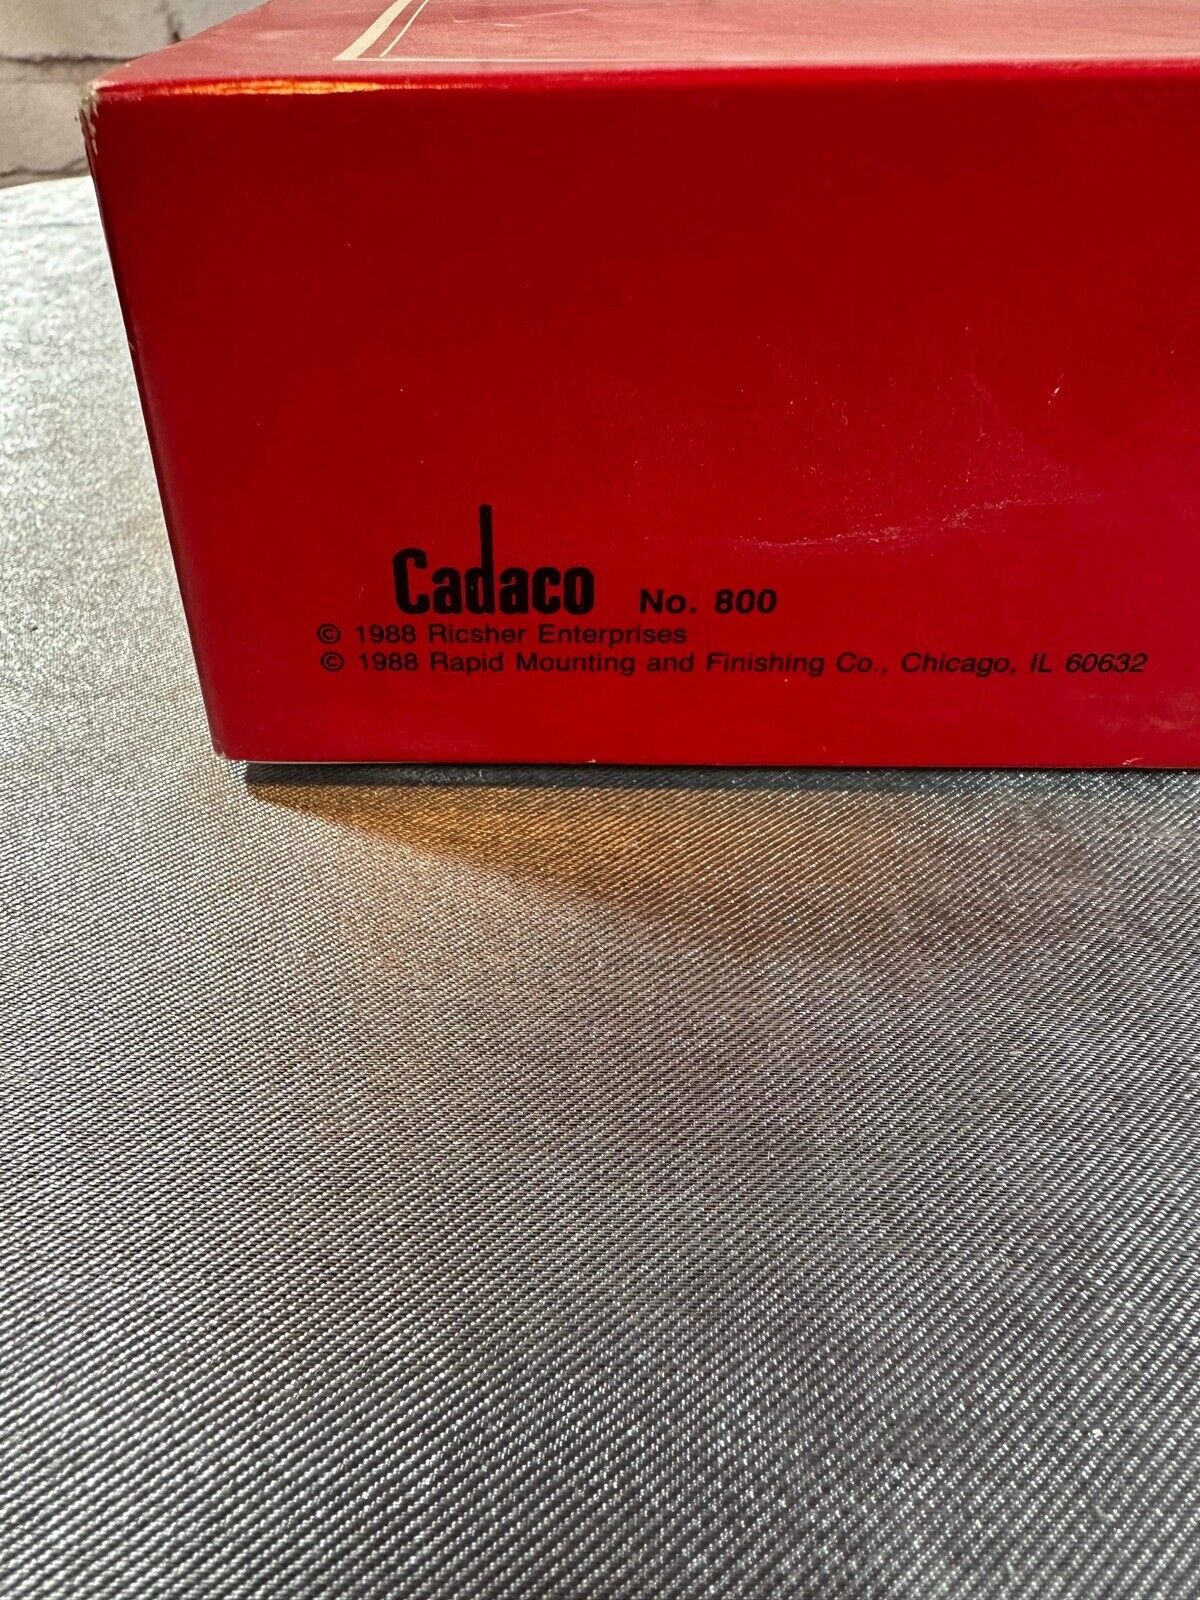 Cadaco No. 800
© 1988 Ricsher Enterprises
© 1988 Rapid Mounting and Finishing Co., Chicago, IL 60632